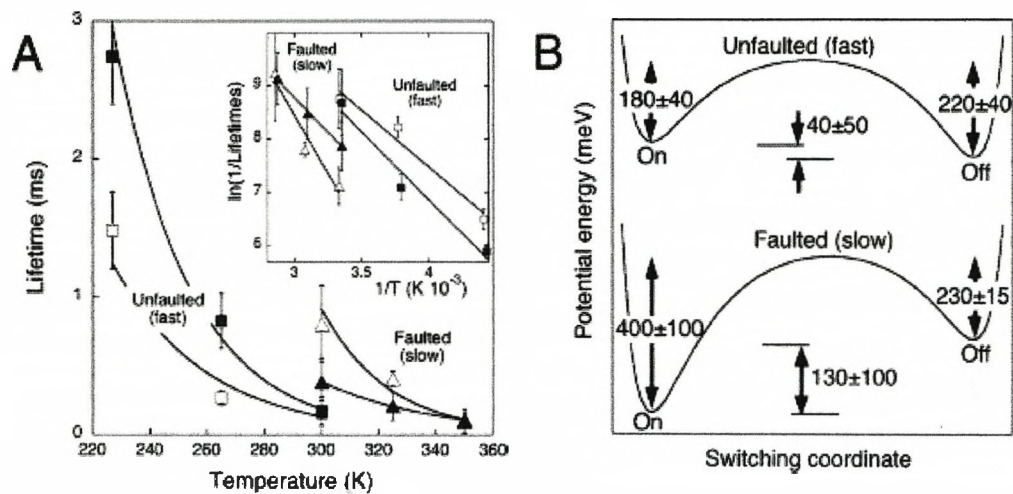 A
3
2
1
0
Lifetime (ms)
220 240 260 280 300 320 340 360
Temperature (K)
Unfaulted
(fast)
Faulted
(slow)
9
8
7
6
ln(1/Lifetimes)
3 3.5 4
1/T (K 10⁻³)
Faulted
(slow)
Unfaulted
(fast)
B
Potential energy (meV)
Unfaulted (fast)
180±40
220±40
40±50
On
Off
Faulted (slow)
400±100
230±15
130±100
On
Off
Switching coordinate